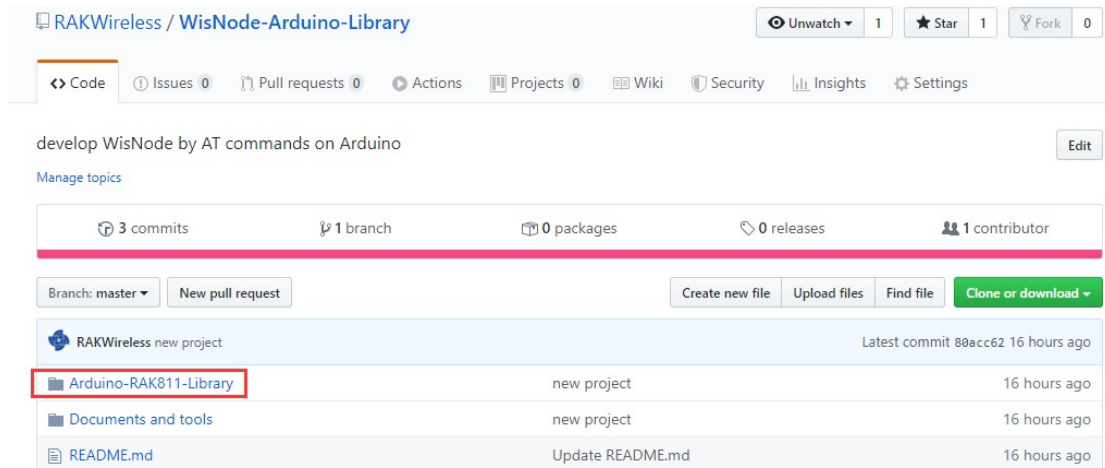 RAKWireless / WisNode-Arduino-Library Unwatch 1 Star 1 Fork 0
Code Issues 0 Pull requests 0 Actions Projects 0 Wiki Security Insights Settings
develop WisNode by AT commands on Arduino Edit
Manage topics
3 commits 1 branch 0 packages 0 releases 1 contributor
Branch: master New pull request Create new file Upload files Find file Clone or download
RAKWireless new project Latest commit 80acc62 16 hours ago
Arduino-RAK811-Library new project 16 hours ago
Documents and tools new project 16 hours ago
README.md Update README.md 16 hours ago